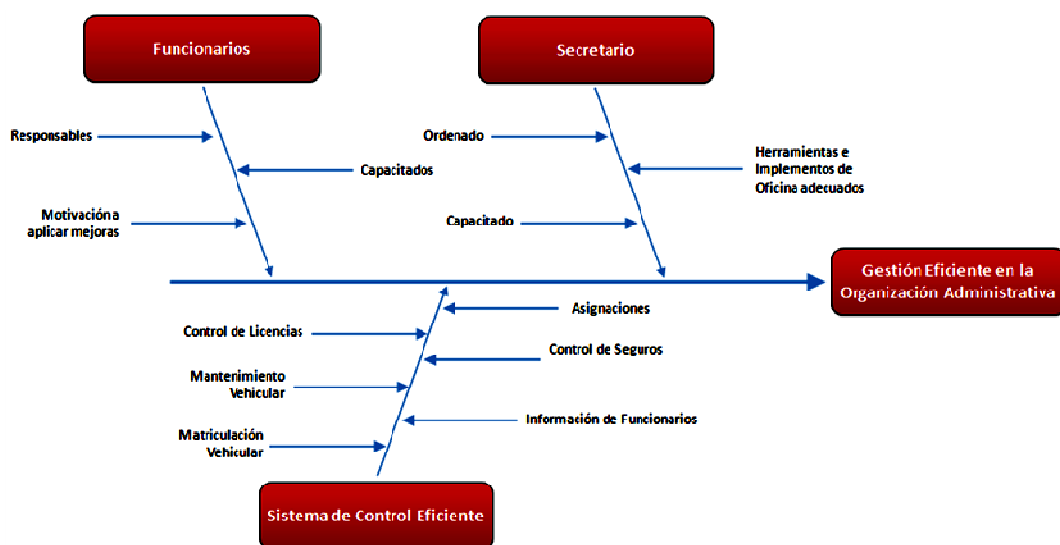 Funcionarios
Secretario
Responsables
Capacitados
Motivación a
aplicar mejoras
Ordenado
Herramientas e
Implementos de
Oficina adecuados
Capacitado
Gestión Eficiente en la
Organización Administrativa
Asignaciones
Control de Licencias
Control de Seguros
Mantenimiento
Vehicular
Información de Funcionarios
Matriculación
Vehicular
Sistema de Control Eficiente